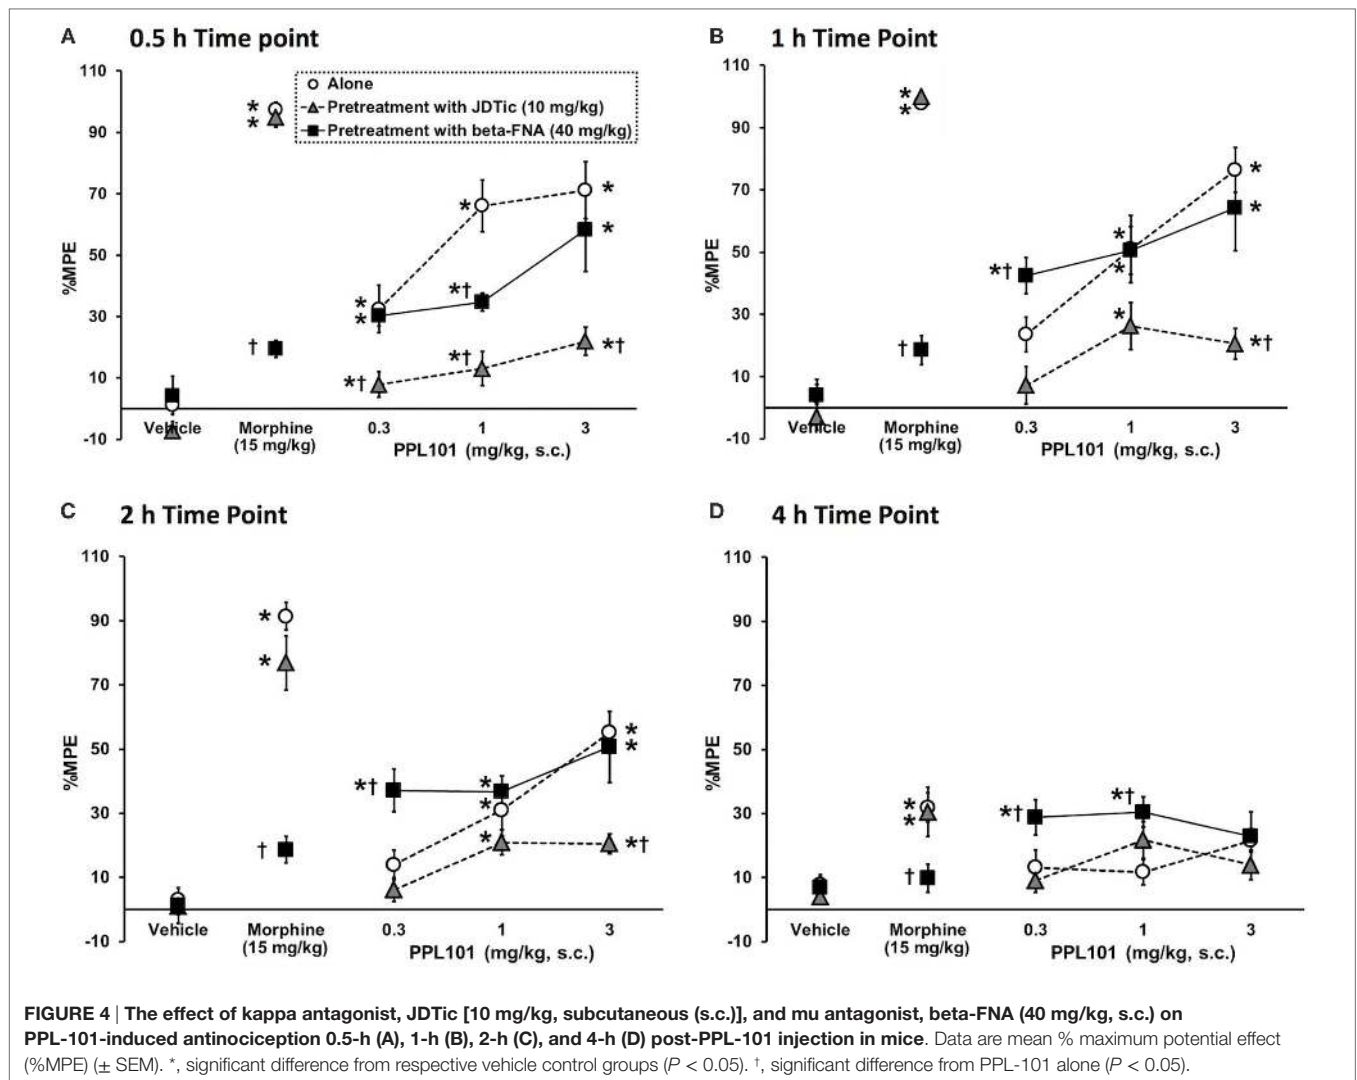 A 0.5 h Time point
110
90
70
50
30
10
-10
%MPE
Alone
Pretreatment with JDTic (10 mg/kg)
Pretreatment with beta-FNA (40 mg/kg)
*
*
†
*
*
*†
*
*†
*†
*
*
*†
Vehicle Morphine 0.3 1 3
(15 mg/kg) PPL101 (mg/kg, s.c.)
B 1 h Time Point
110
90
70
50
30
10
-10
%MPE
*
*
†
*†
*
*
*
*
*
*†
Vehicle Morphine 0.3 1 3
(15 mg/kg) PPL101 (mg/kg, s.c.)
C 2 h Time Point
110
90
70
50
30
10
-10
%MPE
*
*
†
*†
*
*
*
*
*
*†
Vehicle Morphine 0.3 1 3
(15 mg/kg) PPL101 (mg/kg, s.c.)
D 4 h Time Point
110
90
70
50
30
10
-10
%MPE
*
*
†
*†
*†
Vehicle Morphine 0.3 1 3
(15 mg/kg) PPL101 (mg/kg, s.c.)
FIGURE 4 | The effect of kappa antagonist, JDTic [10 mg/kg, subcutaneous (s.c.)], and mu antagonist, beta-FNA (40 mg/kg, s.c.) on
PPL-101-induced antinociception 0.5-h (A), 1-h (B), 2-h (C), and 4-h (D) post-PPL-101 injection in mice. Data are mean % maximum potential effect
(%MPE) (± SEM). *, significant difference from respective vehicle control groups (P < 0.05). †, significant difference from PPL-101 alone (P < 0.05).